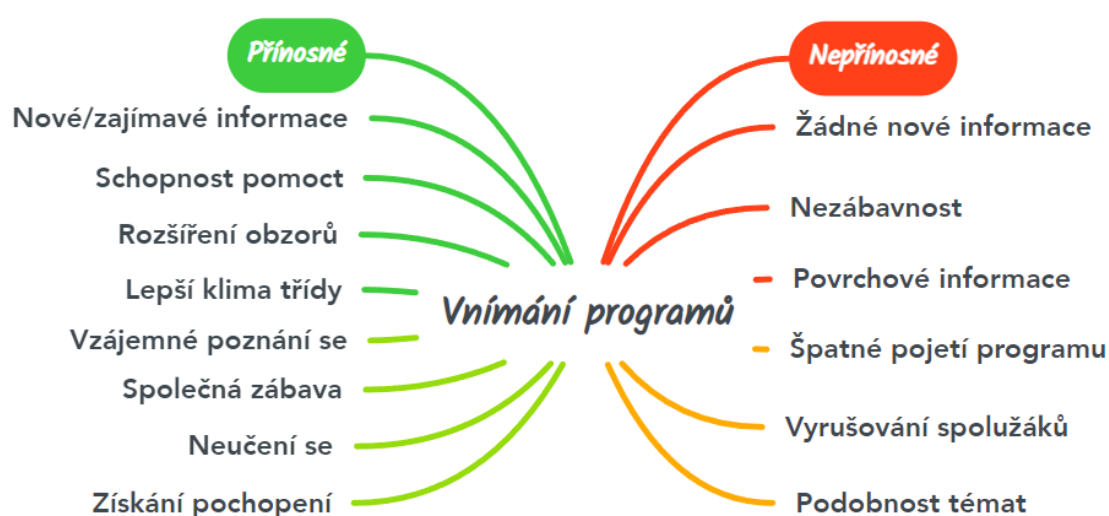 Přínosné
Nové/zajímavé informace
Schopnost pomoct
Rozšíření obzorů
Lepší klima třídy
Vzájemné poznání se
Společná zábava
Neučení se
Získání pochopení
Vnímání programů
Nepřínosné
Žádné nové informace
Nezábavnost
Povrchové informace
Špatné pojetí programu
Vyrušování spolužáků
Podobnost témat